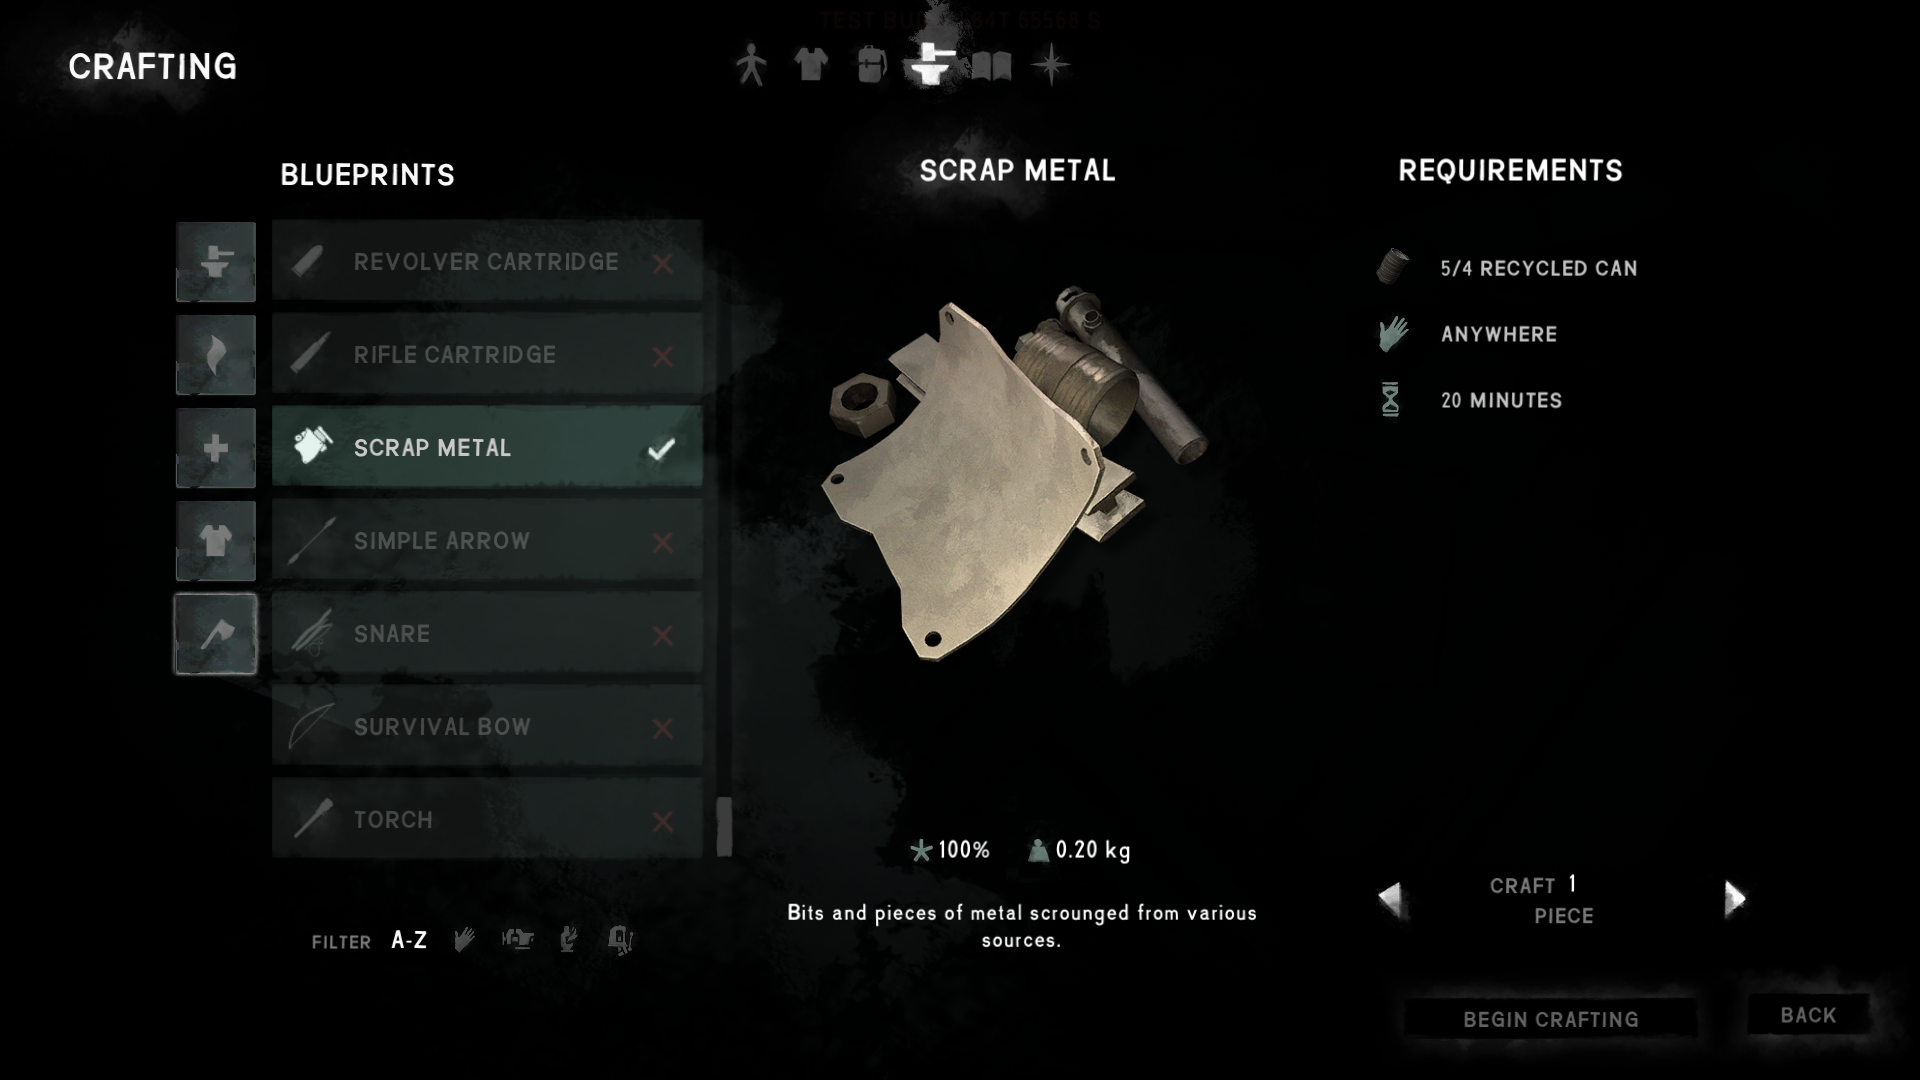 CRAFTING
BLUEPRINTS
REVOLVER CARTRIDGE
RIFLE CARTRIDGE
SCRAP METAL
SIMPLE ARROW
SNARE
SURVIVAL BOW
TORCH
FILTER A-Z
SCRAP METAL
100% 0.20 kg
Bits and pieces of metal scrounged from various
sources.
REQUIREMENTS
5/4 RECYCLED CAN
ANYWHERE
20 MINUTES
CRAFT 1
PIECE
BEGIN CRAFTING
BACK